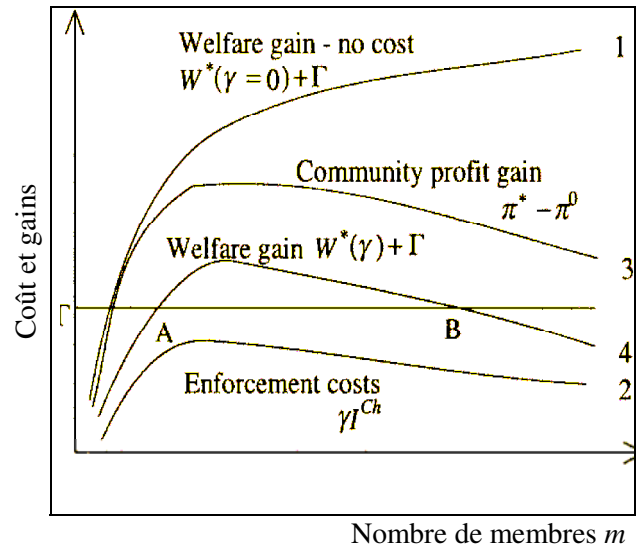 Welfare gain - no cost
W*(γ = 0) + Γ
1
Community profit gain
π* − π⁰
Welfare gain W*(γ) + Γ
3
Γ
A
B
4
Enforcement costs
2
γI^Ch
Coût et gains
Nombre de membres m